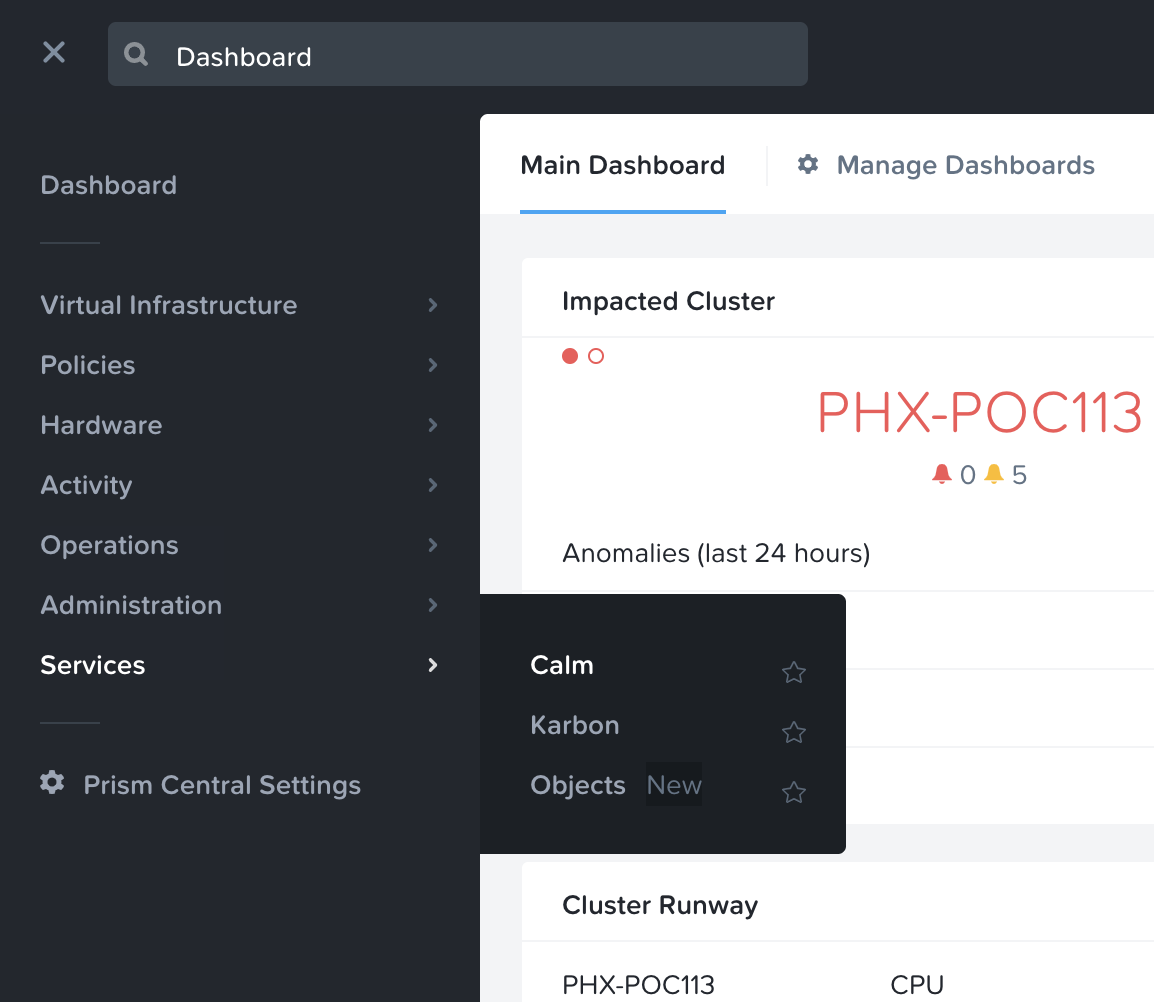 Dashboard
Dashboard
Virtual Infrastructure
Policies
Hardware
Activity
Operations
Administration
Services
Prism Central Settings
Main Dashboard
Manage Dashboards
Impacted Cluster
PHX-POC113
0 5
Anomalies (last 24 hours)
Calm
Karbon
Objects New
Cluster Runway
PHX-POC113 CPU